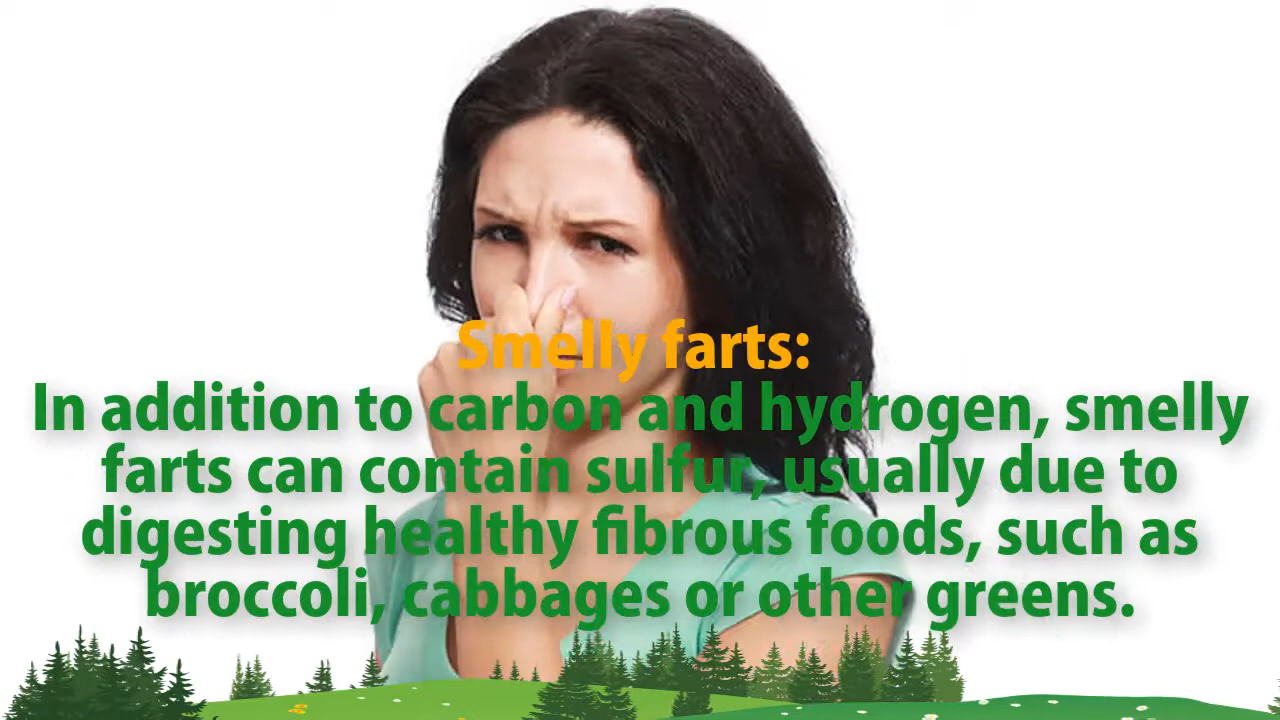 Smelly farts:
In addition to carbon and hydrogen, smelly
farts can contain sulfur, usually due to
digesting healthy fibrous foods, such as
broccoli, cabbages or other greens.